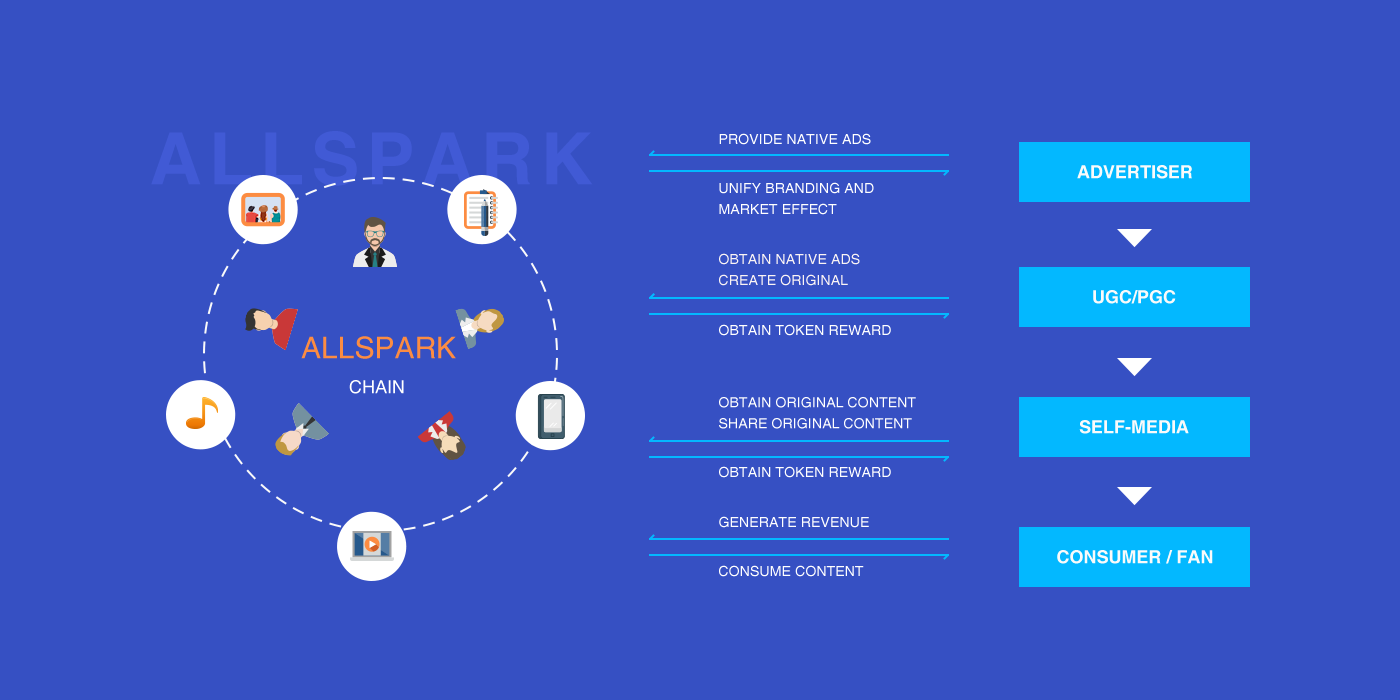 ALLSPARK
ALLSPARK
CHAIN
PROVIDE NATIVE ADS
UNIFY BRANDING AND
MARKET EFFECT
OBTAIN NATIVE ADS
CREATE ORIGINAL
OBTAIN TOKEN REWARD
OBTAIN ORIGINAL CONTENT
SHARE ORIGINAL CONTENT
OBTAIN TOKEN REWARD
GENERATE REVENUE
CONSUME CONTENT
ADVERTISER
UGC/PGC
SELF-MEDIA
CONSUMER / FAN